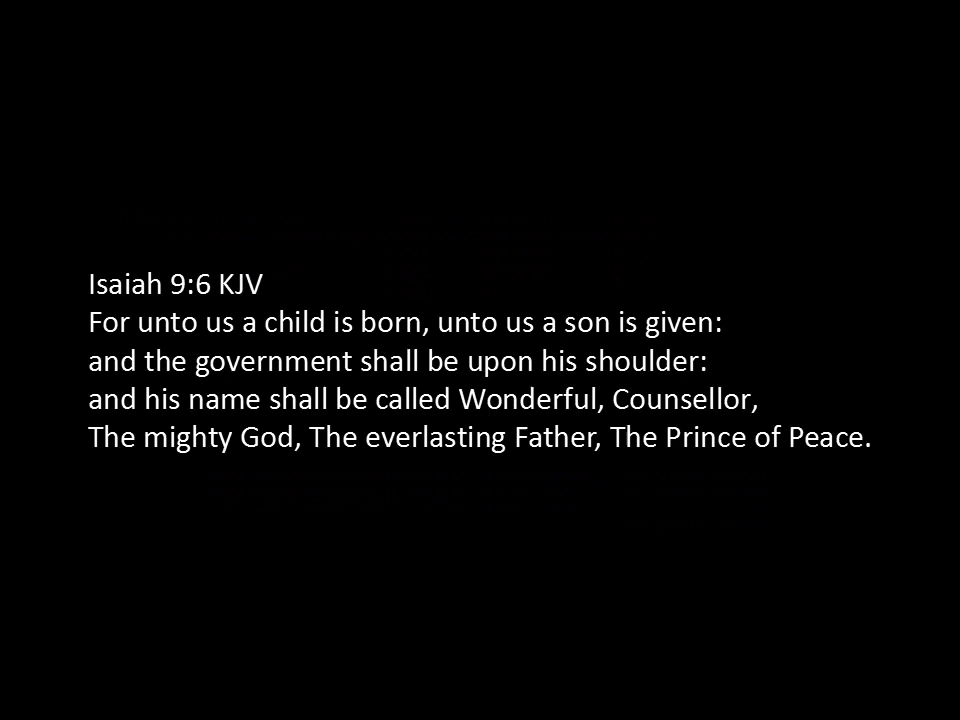 Isaiah 9:6 KJV
For unto us a child is born, unto us a son is given:
and the government shall be upon his shoulder:
and his name shall be called Wonderful, Counsellor,
The mighty God, The everlasting Father, The Prince of Peace.